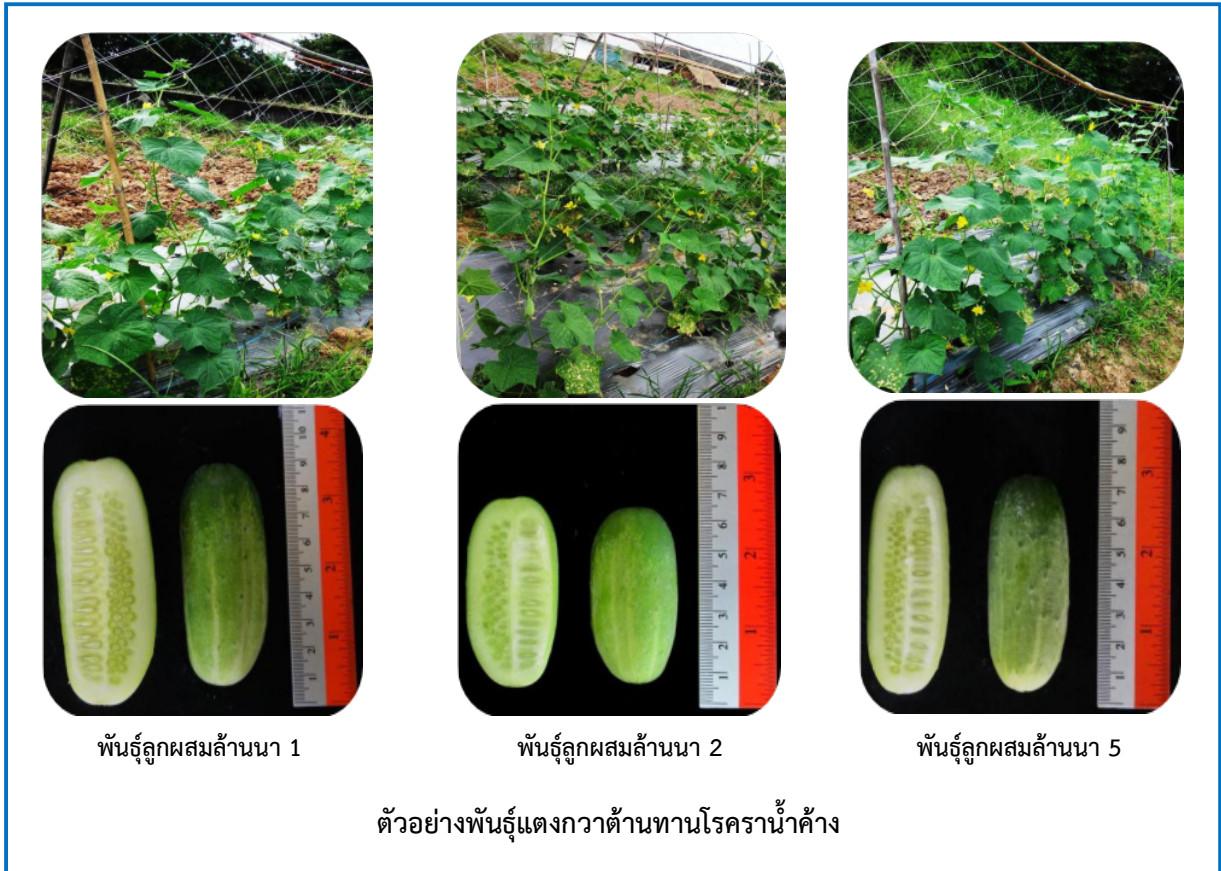 พันธุ์ลูกผสมล้านนา 1
พันธุ์ลูกผสมล้านนา 2
พันธุ์ลูกผสมล้านนา 5
ตัวอย่างพันธุ์แตงกวาต้านทานโรคราน้ำค้าง